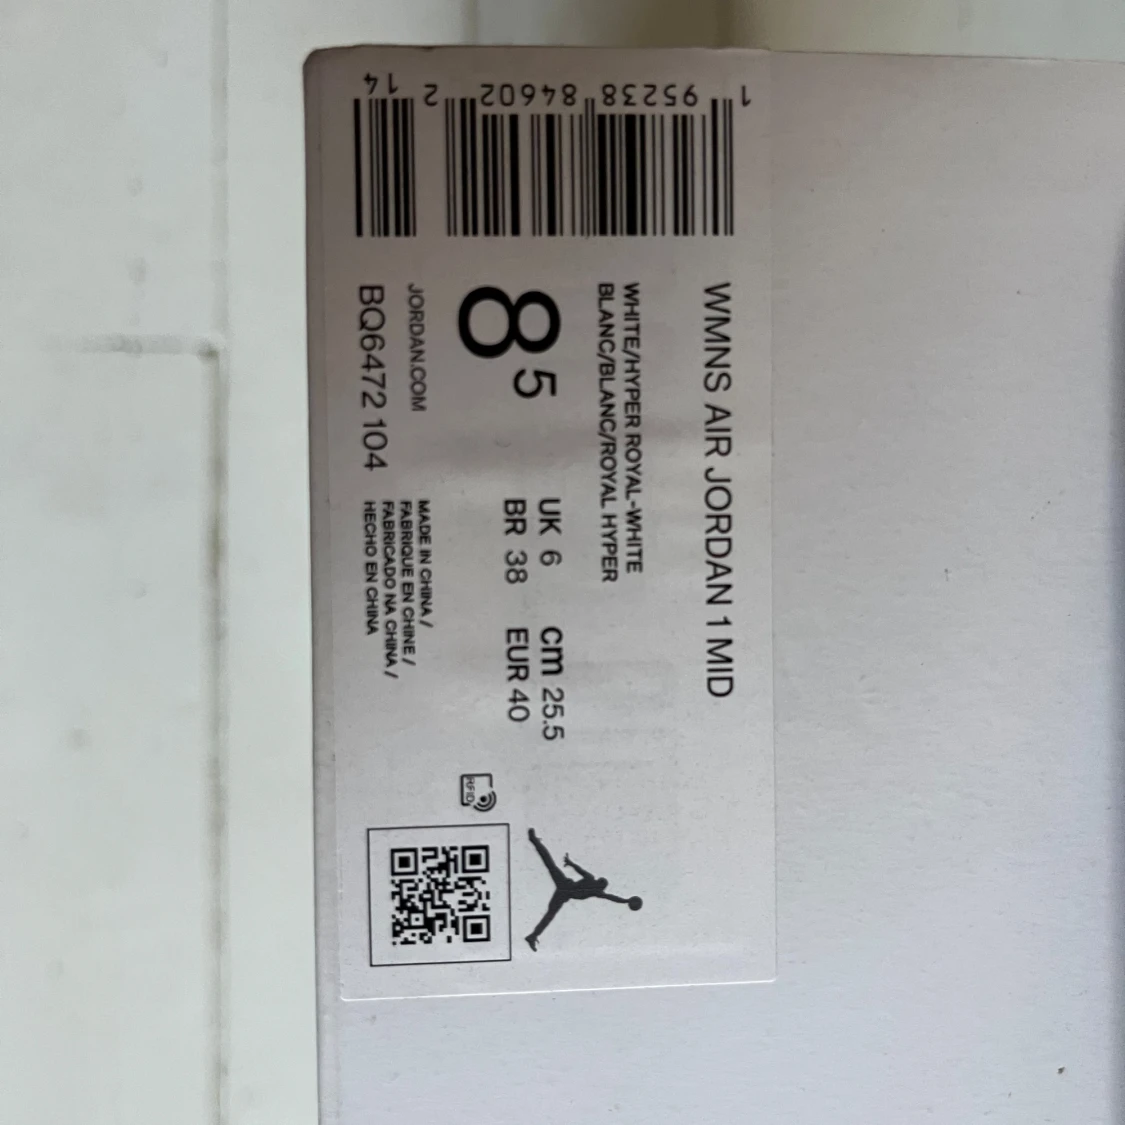 WMNS AIR JORDAN 1 MID
WHITE/HYPER ROYAL-WHITE
BLANC/BLANC/ROYAL HYPER
8 5
UK 6 cm 25.5
BR 38 EUR 40
JORDAN.COM
BQ6472 104
MADE IN CHINA /
FABRIQUE EN CHINE /
FABRICADO NA CHINA /
HECHO EN CHINA
RFID
1 95238 84602 2 14